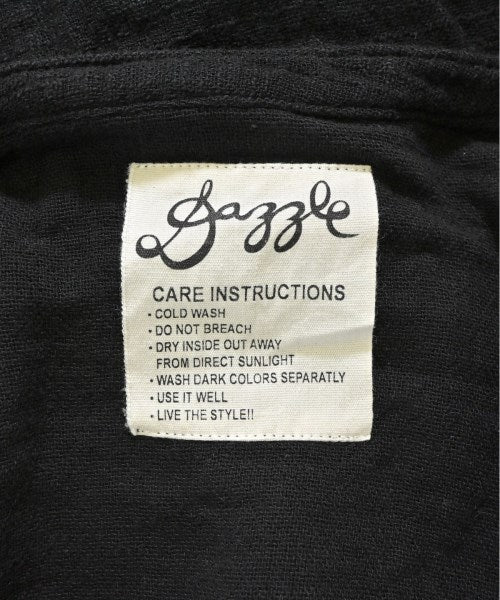 Dazzle
CARE INSTRUCTIONS
• COLD WASH
• DO NOT BREACH
• DRY INSIDE OUT AWAY
FROM DIRECT SUNLIGHT
• WASH DARK COLORS SEPARATLY
• USE IT WELL
• LIVE THE STYLE!!